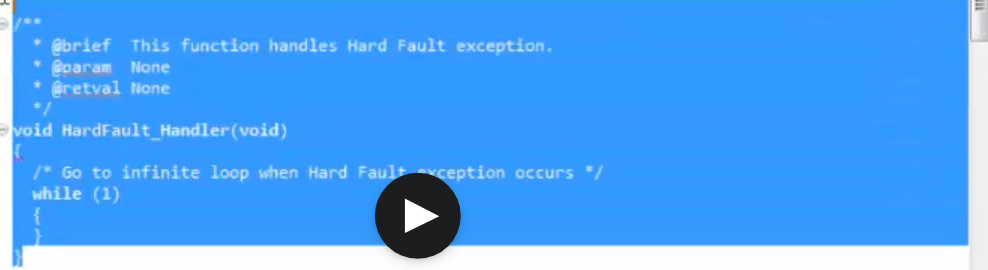 /**
* @brief This function handles Hard Fault exception.
* @param None
* @retval None
*/
void HardFault_Handler(void)
{
/* Go to infinite loop when Hard Fault exception occurs */
while (1)
{
}
}